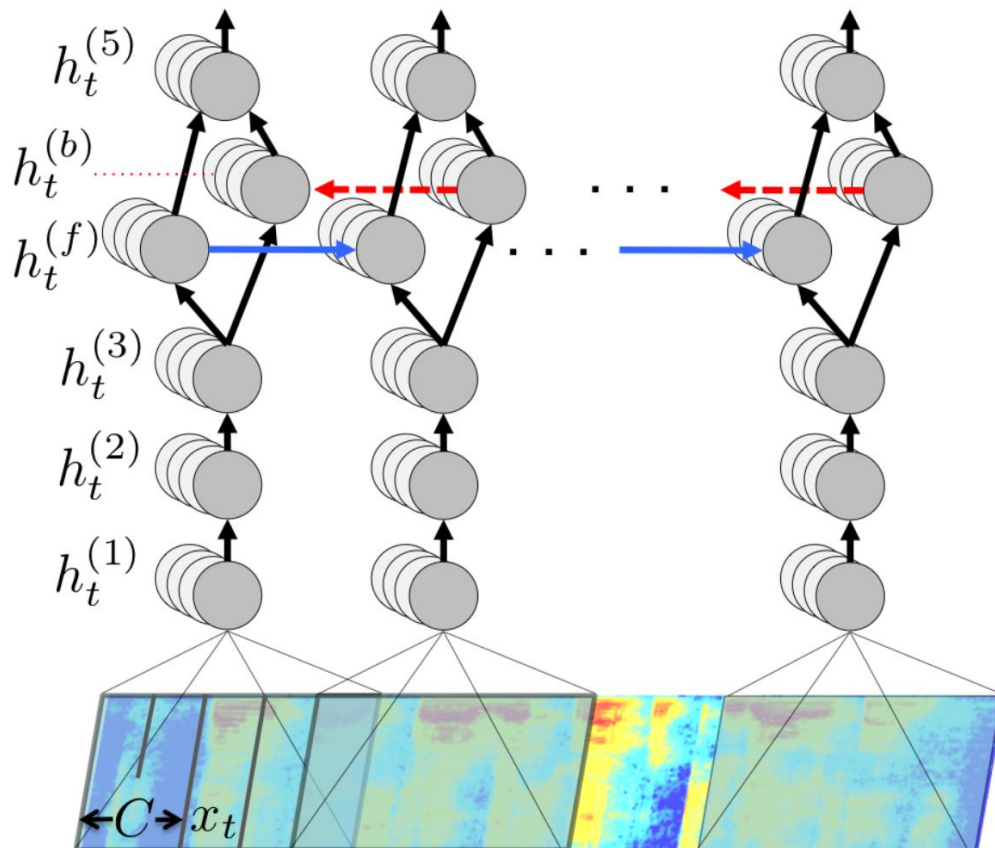 h_t^{(5)}
h_t^{(b)}
. . .
h_t^{(f)}
. . .
h_t^{(3)}
h_t^{(2)}
h_t^{(1)}
C x_t